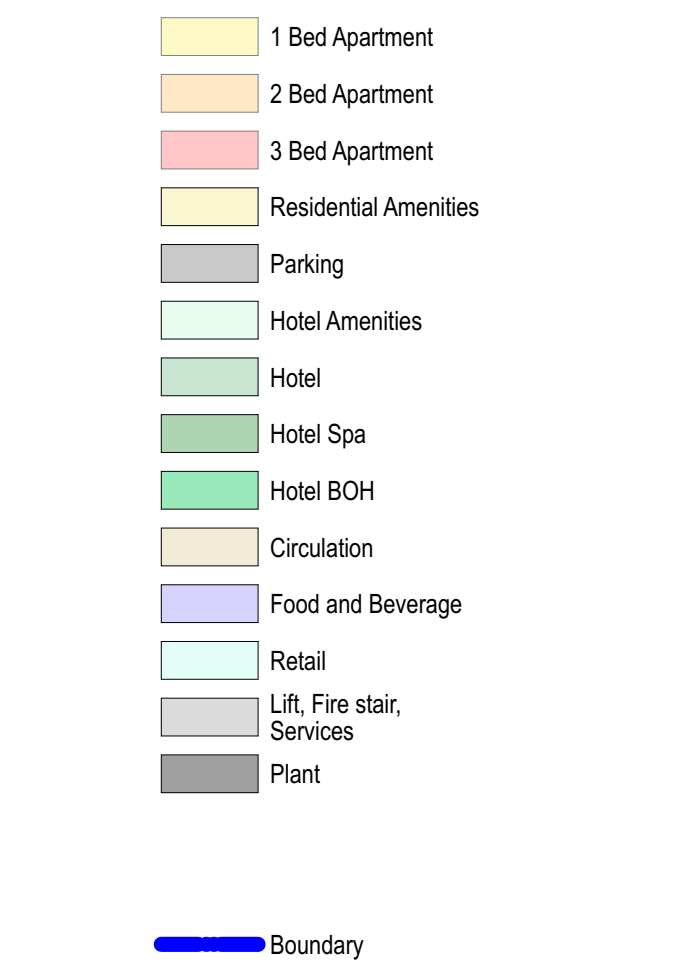 1 Bed Apartment
2 Bed Apartment
3 Bed Apartment
Residential Amenities
Parking
Hotel Amenities
Hotel
Hotel Spa
Hotel BOH
Circulation
Food and Beverage
Retail
Lift, Fire stair,
Services
Plant
Boundary